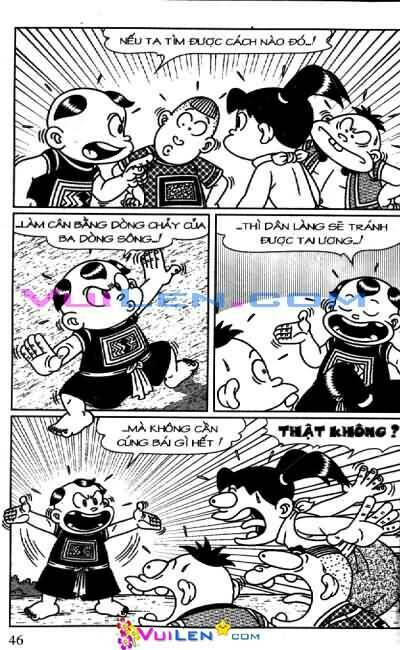 NẾU TA TÌM ĐƯỢC CÁCH NÀO ĐÓ...!
...LÀM CÂN BẰNG DÒNG CHẢY CỦA
BA DÒNG SÔNG...!
...THÌ DÂN LÀNG SẼ TRÁNH
ĐƯỢC TAI ƯƠNG...!
VUILEN.COM
...MÀ KHÔNG CẦN
CÚNG BÁI GÌ HẾT!
THẬT KHÔNG?
46
VUILEN.COM